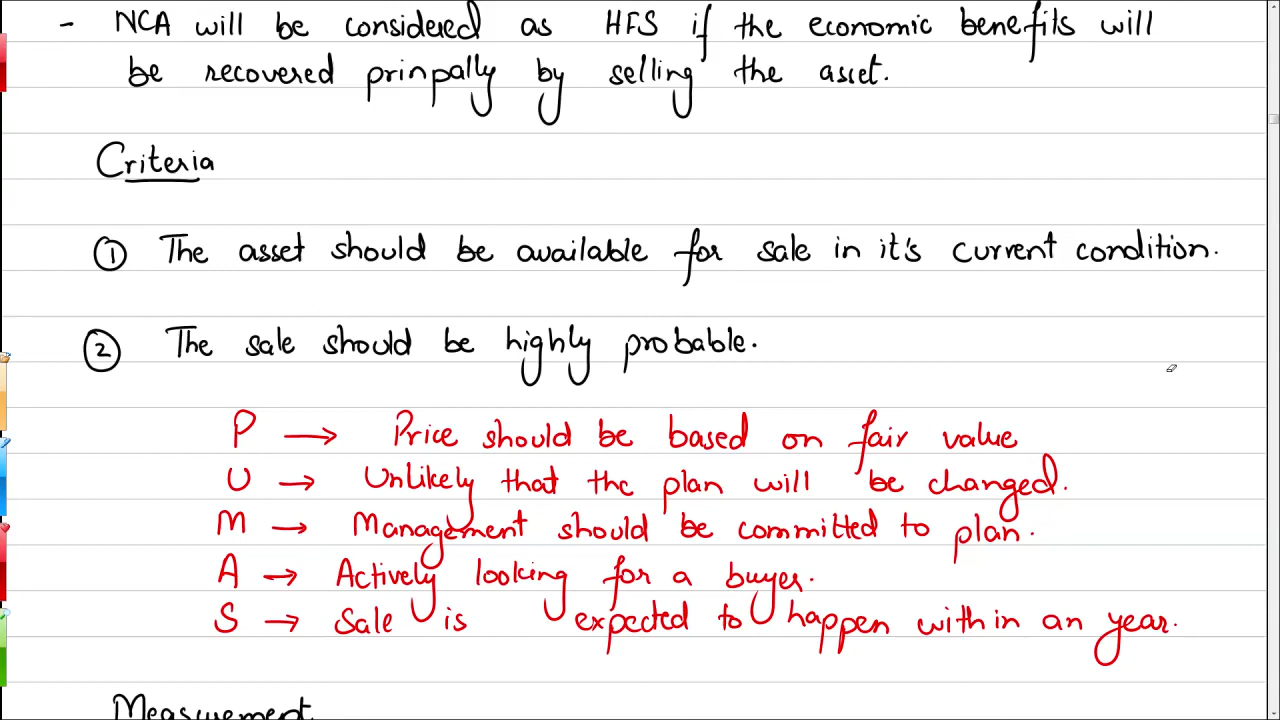 - NCA will be considered as HFS if the economic benefits will
be recovered prinpally by selling the asset.
Criteria
① The asset should be available for sale in it's current condition.
② The sale should be highly probable.
P → Price should be based on fair value
U → Unlikely that the plan will be changed.
M → Management should be committed to plan.
A → Actively looking for a buyer.
S → Sale is expected to happen within an year.
Measurement